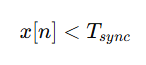 x[n] < T_sync